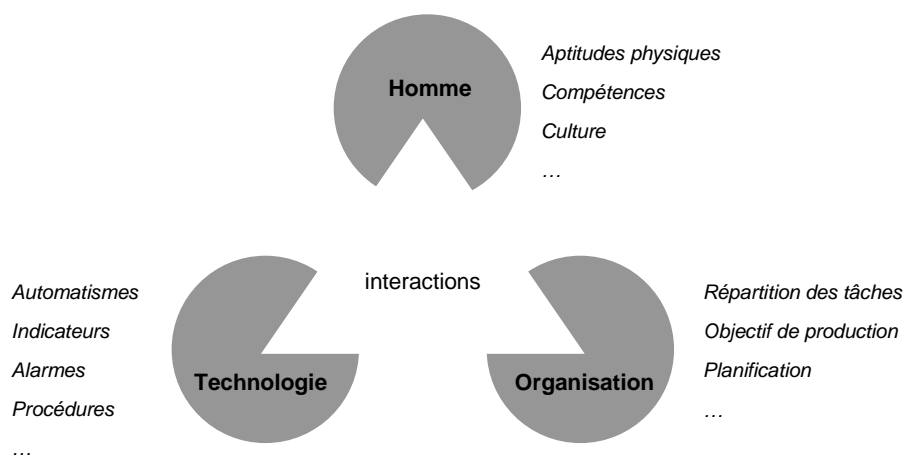 Homme
Aptitudes physiques
Compétences
Culture
…
interactions
Automatismes
Indicateurs
Alarmes
Procédures
…
Technologie
Organisation
Répartition des tâches
Objectif de production
Planification
…